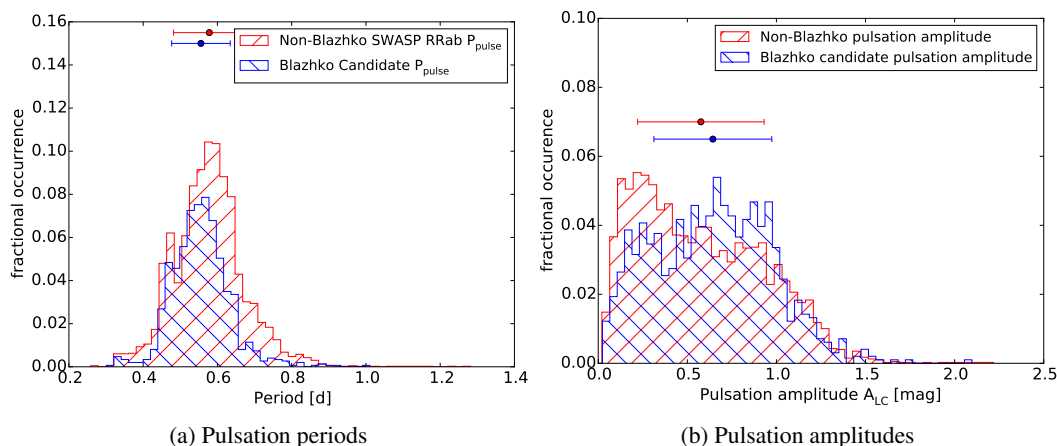 0.16
0.14
0.12
0.10
0.08
0.06
0.04
0.02
0.00
fractional occurrence
Non-Blazhko SWASP RRab P_pulse
Blazhko Candidate P_pulse
0.2 0.4 0.6 0.8 1.0 1.2 1.4
Period [d]
(a) Pulsation periods
0.10
0.08
0.06
0.04
0.02
0.00
fractional occurrence
Non-Blazhko pulsation amplitude
Blazhko candidate pulsation amplitude
0.0 0.5 1.0 1.5 2.0 2.5
Pulsation amplitude A_LC [mag]
(b) Pulsation amplitudes